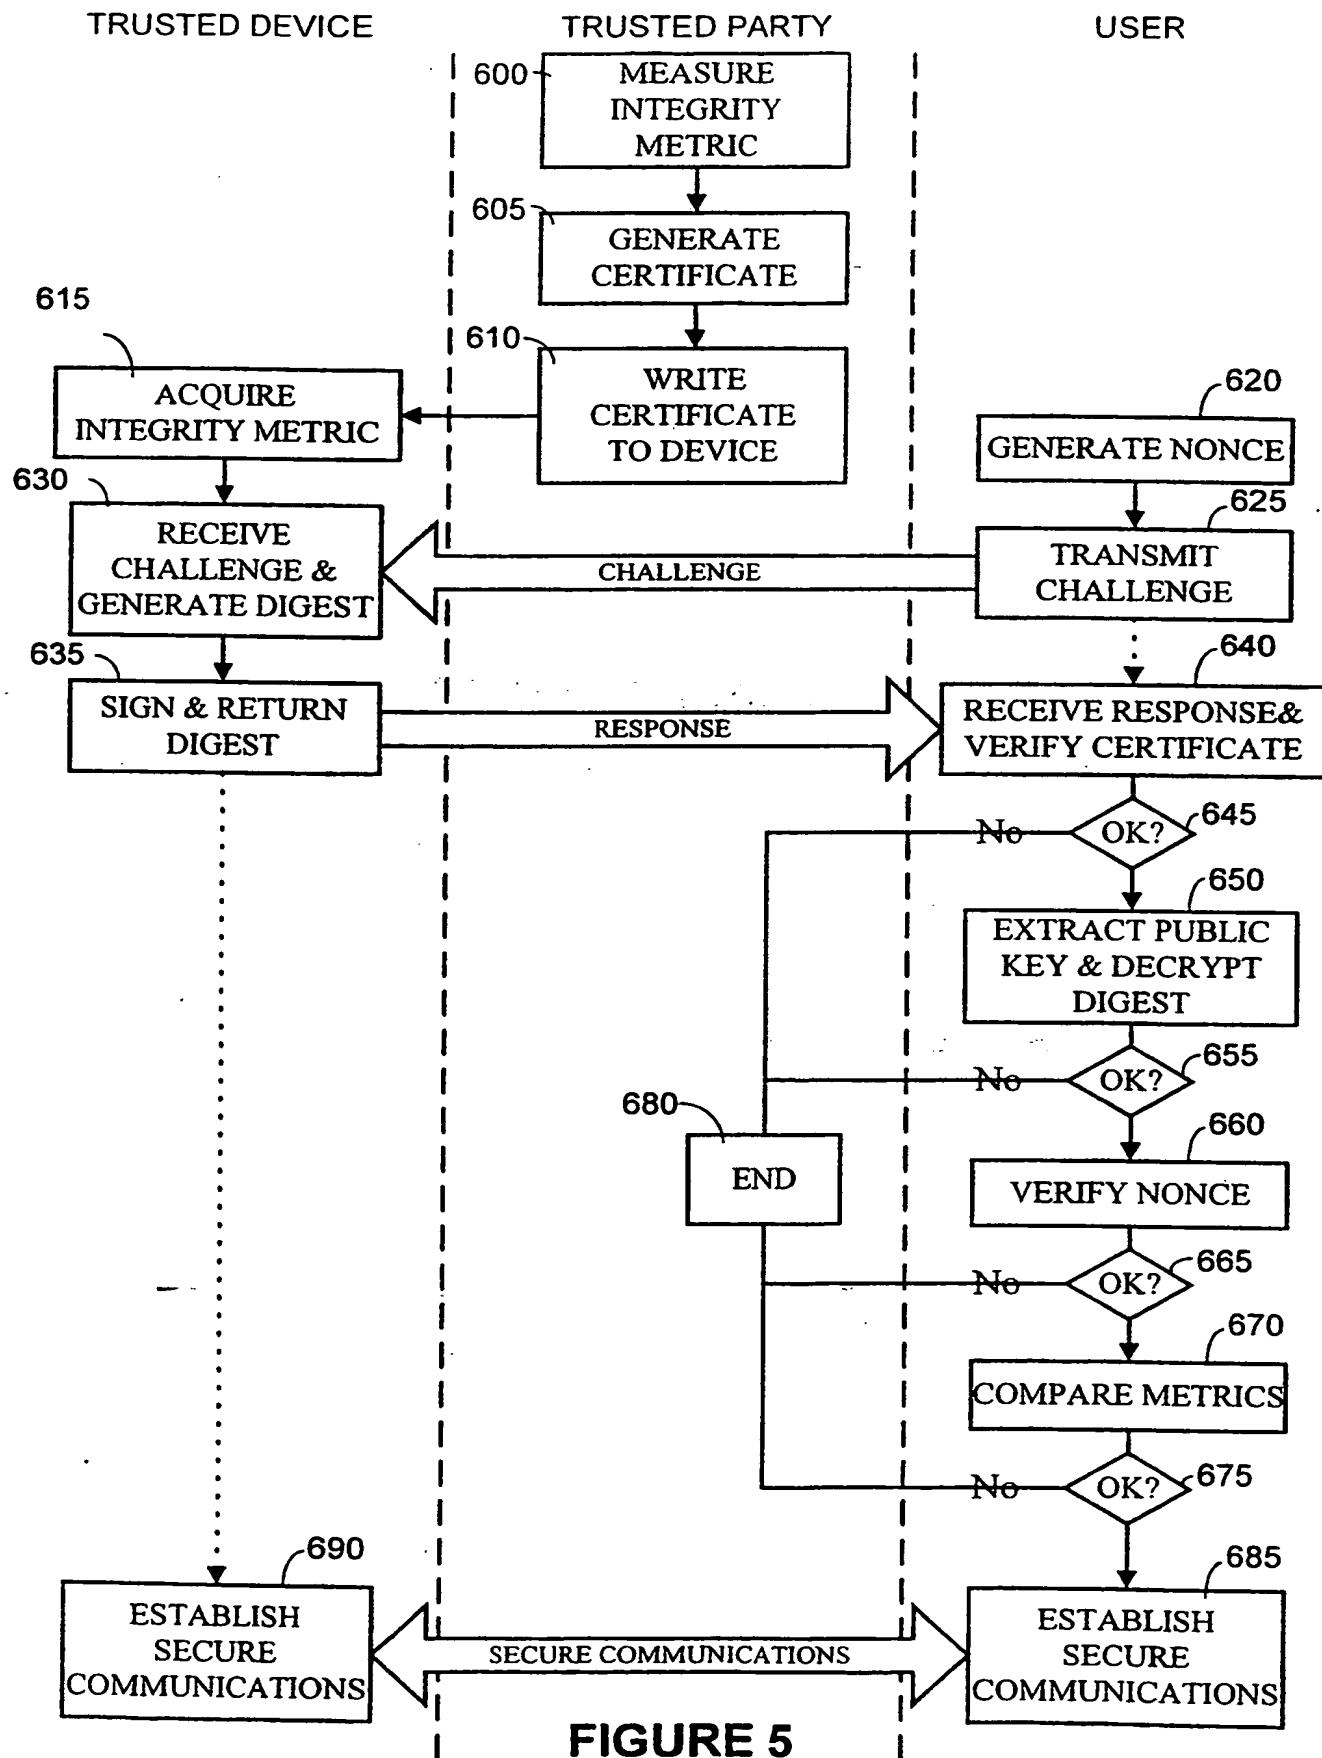 TRUSTED DEVICE
TRUSTED PARTY
USER
600
MEASURE
INTEGRITY
METRIC
605
GENERATE
CERTIFICATE
610
WRITE
CERTIFICATE
TO DEVICE
615
ACQUIRE
INTEGRITY METRIC
620
GENERATE NONCE
625
TRANSMIT
CHALLENGE
CHALLENGE
630
RECEIVE
CHALLENGE &
GENERATE DIGEST
635
SIGN & RETURN
DIGEST
RESPONSE
640
RECEIVE RESPONSE&
VERIFY CERTIFICATE
645
OK?
No
650
EXTRACT PUBLIC
KEY & DECRYPT
DIGEST
655
OK?
No
680
END
660
VERIFY NONCE
665
OK?
No
670
COMPARE METRICS
675
OK?
No
690
ESTABLISH
SECURE
COMMUNICATIONS
SECURE COMMUNICATIONS
685
ESTABLISH
SECURE
COMMUNICATIONS
FIGURE 5